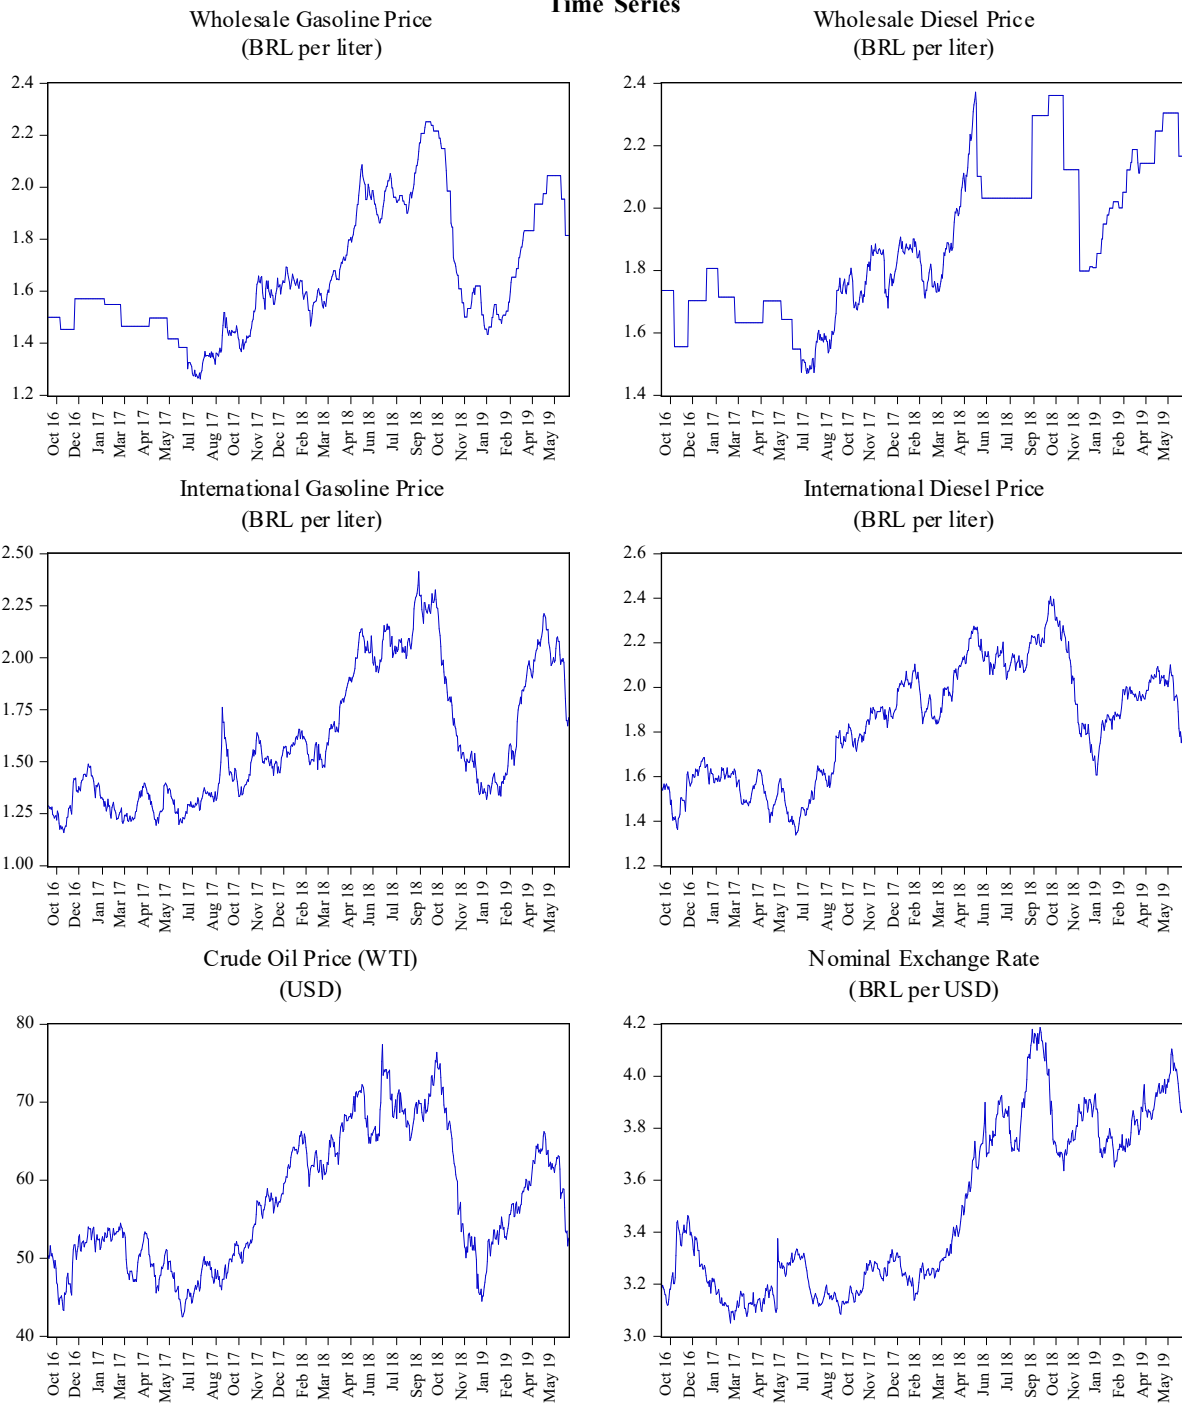 Time Series
Wholesale Gasoline Price
(BRL per liter)
2.4
2.2
2.0
1.8
1.6
1.4
1.2
Oct 16 Dec 16 Jan 17 Mar 17 Apr 17 May 17 Jul 17 Aug 17 Oct 17 Nov 17 Dec 17 Feb 18 Mar 18 Apr 18 Jun 18 Jul 18 Sep 18 Oct 18 Nov 18 Jan 19 Feb 19 Apr 19 May 19
Wholesale Diesel Price
(BRL per liter)
2.4
2.2
2.0
1.8
1.6
1.4
Oct 16 Dec 16 Jan 17 Mar 17 Apr 17 May 17 Jul 17 Aug 17 Oct 17 Nov 17 Dec 17 Feb 18 Mar 18 Apr 18 Jun 18 Jul 18 Sep 18 Oct 18 Nov 18 Jan 19 Feb 19 Apr 19 May 19
International Gasoline Price
(BRL per liter)
2.50
2.25
2.00
1.75
1.50
1.25
1.00
Oct 16 Dec 16 Jan 17 Mar 17 Apr 17 May 17 Jul 17 Aug 17 Oct 17 Nov 17 Dec 17 Feb 18 Mar 18 Apr 18 Jun 18 Jul 18 Sep 18 Oct 18 Nov 18 Jan 19 Feb 19 Apr 19 May 19
International Diesel Price
(BRL per liter)
2.6
2.4
2.2
2.0
1.8
1.6
1.4
1.2
Oct 16 Dec 16 Jan 17 Mar 17 Apr 17 May 17 Jul 17 Aug 17 Oct 17 Nov 17 Dec 17 Feb 18 Mar 18 Apr 18 Jun 18 Jul 18 Sep 18 Oct 18 Nov 18 Jan 19 Feb 19 Apr 19 May 19
Crude Oil Price (WTI)
(USD)
80
70
60
50
40
Oct 16 Dec 16 Jan 17 Mar 17 Apr 17 May 17 Jul 17 Aug 17 Oct 17 Nov 17 Dec 17 Feb 18 Mar 18 Apr 18 Jun 18 Jul 18 Sep 18 Oct 18 Nov 18 Jan 19 Feb 19 Apr 19 May 19
Nominal Exchange Rate
(BRL per USD)
4.2
4.0
3.8
3.6
3.4
3.2
3.0
Oct 16 Dec 16 Jan 17 Mar 17 Apr 17 May 17 Jul 17 Aug 17 Oct 17 Nov 17 Dec 17 Feb 18 Mar 18 Apr 18 Jun 18 Jul 18 Sep 18 Oct 18 Nov 18 Jan 19 Feb 19 Apr 19 May 19